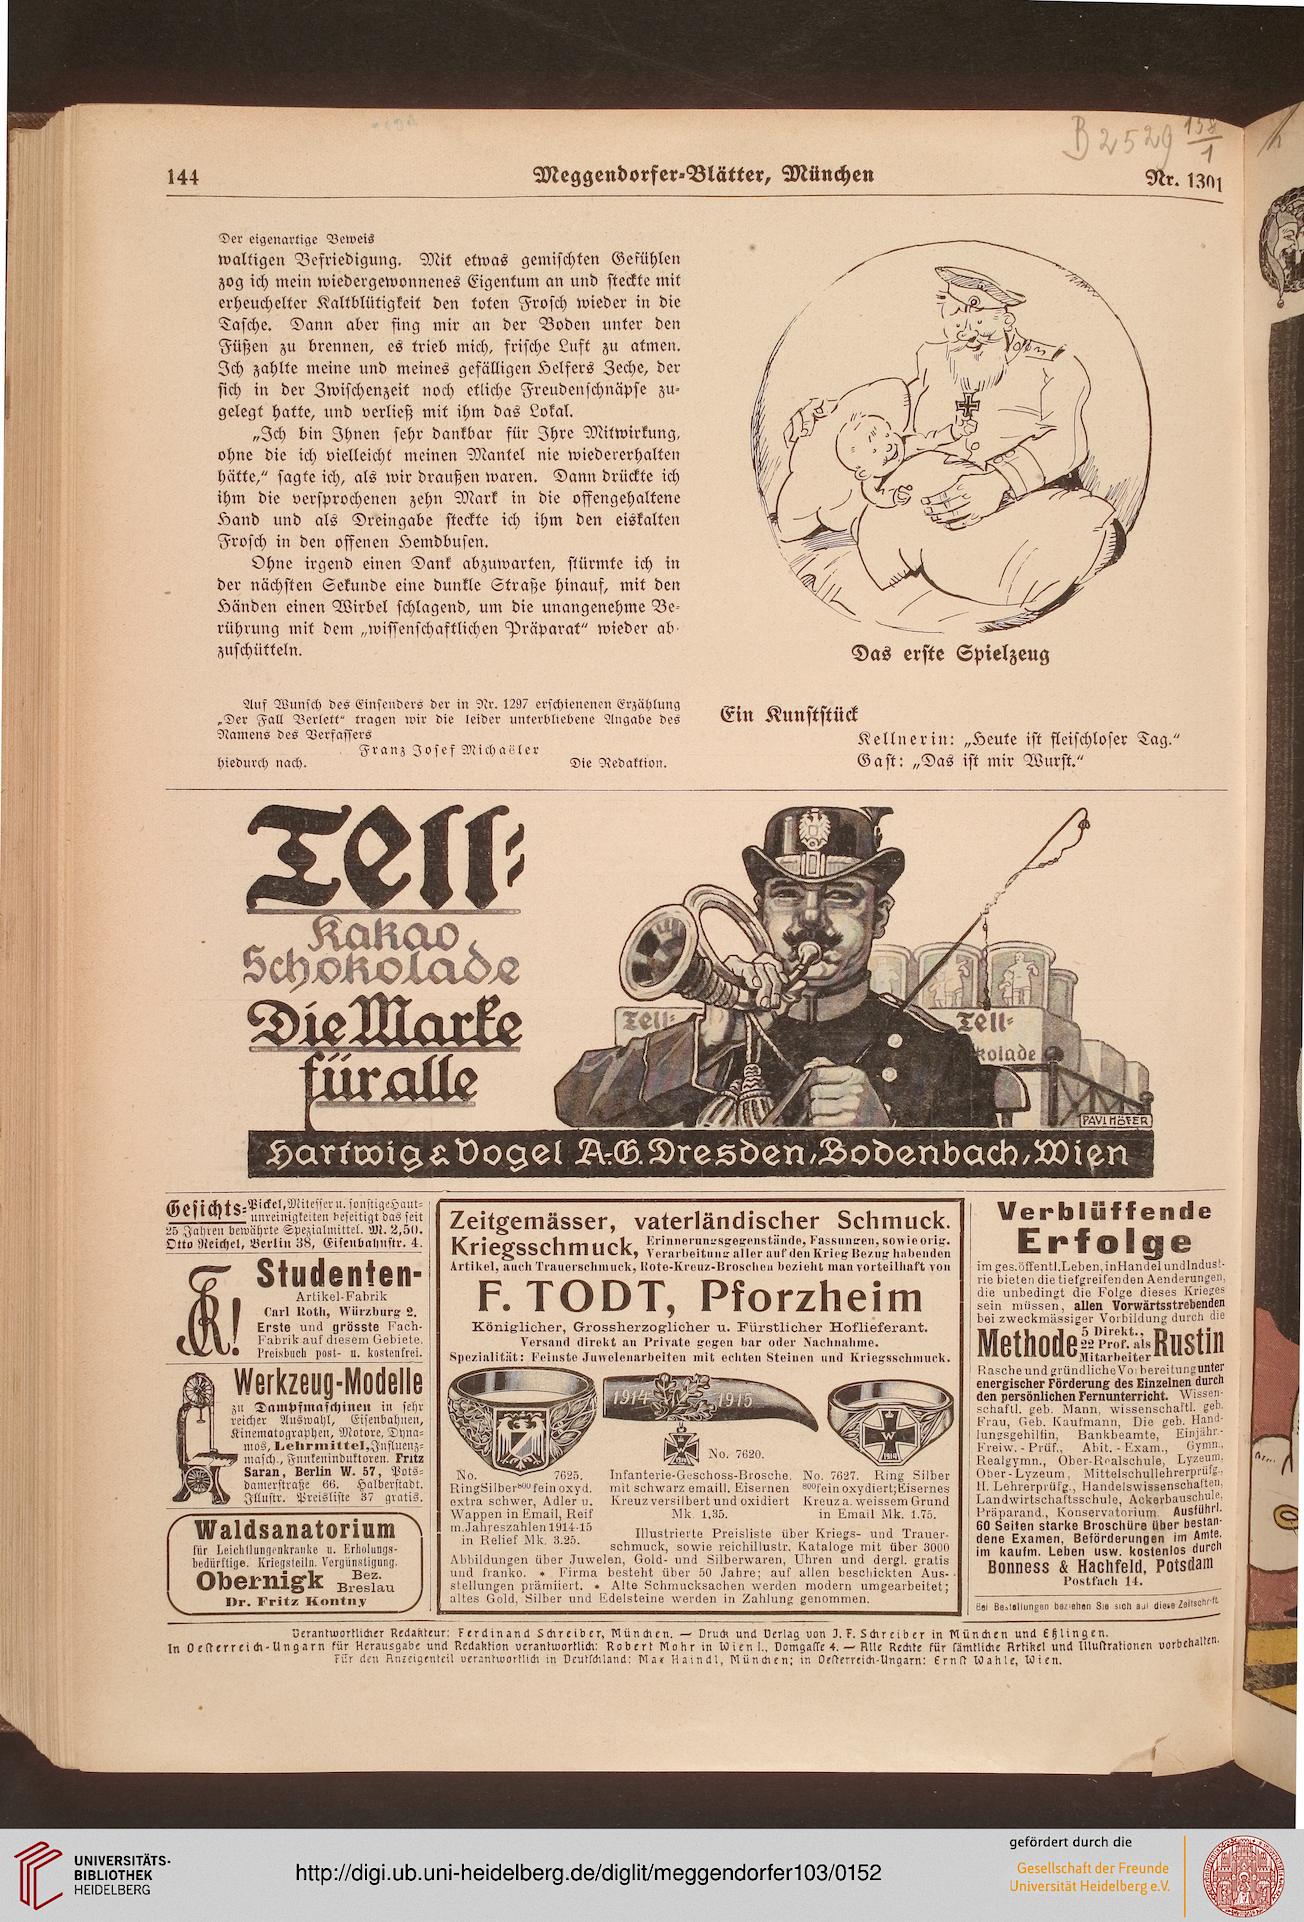 B 2529 158/1
144
Meggendorfer-Blätter, München
Nr. 1301
Der eigenartige Beweis
waltigen Befriedigung. Mit etwas gemischten Gefühlen
zog ich mein wiedergewonnenes Eigentum an und steckte mit
erheuchelter Kaltblütigkeit den toten Frosch wieder in die
Tasche. Dann aber fing mir an der Boden unter den
Füßen zu brennen, es trieb mich, frische Luft zu atmen.
Ich zahlte meine und meines gefälligen Helfers Zeche, der
sich in der Zwischenzeit noch etliche Freudenschnäpse zu-
gelegt hatte, und verließ mit ihm das Lokal.
„Ich bin Ihnen sehr dankbar für Ihre Mitwirkung,
ohne die ich vielleicht meinen Mantel nie wiedererhalten
hätte,“ sagte ich, als wir draußen waren. Dann drückte ich
ihm die versprochenen zehn Mark in die offengehaltene
Hand und als Dreingabe steckte ich ihm den eiskalten
Frosch in den offenen Hemdbusen.
Ohne irgend einen Dank abzuwarten, stürmte ich in
der nächsten Sekunde eine dunkle Straße hinauf, mit den
Händen einen Wirbel schlagend, um die unangenehme Be-
rührung mit dem „wissenschaftlichen Präparat“ wieder ab-
zuschütteln.
Auf Wunsch des Einsenders der in Nr. 1297 erschienenen Erzählung
„Der Fall Berlett“ tragen wir die leider unterbliebene Angabe des
Namens des Verfassers
Franz Josef Michaëler
hiedurch nach. Die Redaktion.
Das erste Spielzeug
Ein Kunststück
Kellnerin: „Heute ist fleischloser Tag.“
Gast: „Das ist mir Wurst.“
Tell-
Kakao
Schokolade
Die Marke
für alle
Tell-
Tell-
kolade
PAVL HÖFER
Hartwig & Vogel A.-G. Dresden, Bodenbach, Wien
Gesichts- Pickel, Mitesser u. sonstige Haut-
unreinigkeiten beseitigt das seit
25 Jahren bewährte Spezialmittel. M. 2,50.
Otto Reichel, Berlin 38, Eisenbahnstr. 4.
Studenten-
Artikel-Fabrik
Carl Roth, Würzburg 2.
Erste und grösste Fach-
Fabrik auf diesem Gebiete.
Preisbuch post- u. kostenfrei.
Werkzeug-Modelle
zu Dampfmaschinen in sehr
reicher Auswahl, Eisenbahnen,
Kinematographen, Motore, Dyna-
mos, Lehrmittel, Influenz-
masch., Funkeninduktoren. Fritz
Saran, Berlin W. 57, Pots-
damerstraße 66. Halberstadt.
Illustr. Preisliste 37 gratis.
Waldsanatorium
für Leichtlungenkranke u. Erholungs-
bedürftige. Kriegsteiln. Vergünstigung.
Obernigk Bez. Breslau
Dr. Fritz Kontny
Zeitgemässer, vaterländischer Schmuck.
Kriegsschmuck, Erinnerungsgegenstände, Fassungen, sowie orig.
Verarbeitung aller auf den Krieg Bezug habenden
Artikel, auch Trauerschmuck, Rote-Kreuz-Broschen bezieht man vorteilhaft von
F. TODT, Pforzheim
Königlicher, Grossherzoglicher u. Fürstlicher Hoflieferant.
Versand direkt an Private gegen bar oder Nachnahme.
Spezialität: Feinste Juwelenarbeiten mit echten Steinen und Kriegsschmuck.
1914 1915
W
1914
No. 7620.
No. 7625.
Ring Silber 800 fein oxyd.
extra schwer, Adler u.
Wappen in Email, Reif
m. Jahreszahlen 1914-15
in Relief Mk. 3.25.
Infanterie-Geschoss-Brosche.
mit schwarz emaill. Eisernen
Kreuz versilbert und oxidiert
Mk. 1.35.
No. 7627. Ring Silber
800 fein oxydiert; Eisernes
Kreuz a. weissem Grund
in Email Mk. 1.75.
Illustrierte Preisliste über Kriegs- und Trauer-
schmuck, sowie reichillustr. Kataloge mit über 3000
Abbildungen über Juwelen, Gold- und Silberwaren, Uhren und dergl. gratis
und franko. * Firma besteht über 50 Jahre; auf allen beschickten Aus-
stellungen prämiiert. * Alte Schmucksachen werden modern umgearbeitet;
altes Gold, Silber und Edelsteine werden in Zahlung genommen.
Verblüffende
Erfolge
im ges. öffentl. Leben, in Handel und Indust-
rie bieten die tiefgreifenden Aenderungen,
die unbedingt die Folge dieses Krieges
sein müssen, allen Vorwärtsstrebenden
bei zweckmässiger Vorbildung durch die
Methode 5 Direkt., 22 Prof. als Mitarbeiter Rustin
Rasche und gründliche Vorbereitung unter
energischer Förderung des Einzelnen durch
den persönlichen Fernunterricht. Wissen-
schaftl. geb. Mann, wissenschaftl. geb.
Frau, Geb. Kaufmann, Die geb. Hand-
lungsgehilfin, Bankbeamte, Einjähr.-
Freiw.-Prüf., Abit.-Exam., Gymn.,
Realgymn., Ober-Realschule, Lyzeum,
Ober-Lyzeum, Mittelschullehrerprüfg.,
II. Lehrerprüfg., Handelswissenschaften,
Landwirtschaftsschule, Ackerbauschule,
Präparand., Konservatorium. Ausführl.
60 Seiten starke Broschüre über bestan-
dene Examen, Beförderungen im Amte,
im kaufm. Leben usw. kostenlos durch
Bonness & Hachfeld, Potsdam
Postfach 14.
Bei Bestellungen beziehen Sie sich auf diese Zeitschrift.
Verantwortlicher Redakteur: Ferdinand Schreiber, München. — Druck und Verlag von J. F. Schreiber in München und Eßlingen.
In Oesterreich-Ungarn für Herausgabe und Redaktion verantwortlich: Robert Mohr in Wien I., Domgasse 4. — Alle Rechte für sämtliche Artikel und Illustrationen vorbehalten.
Für den Anzeigenteil verantwortlich in Deutschland: Max Haindl, München; in Oesterreich-Ungarn: Ernst Wahle, Wien.
UNIVERSITÄTS-
BIBLIOTHEK
HEIDELBERG
http://digi.ub.uni-heidelberg.de/diglit/meggendorfer103/0152
gefördert durch die
Gesellschaft der Freunde
Universität Heidelberg e.V.